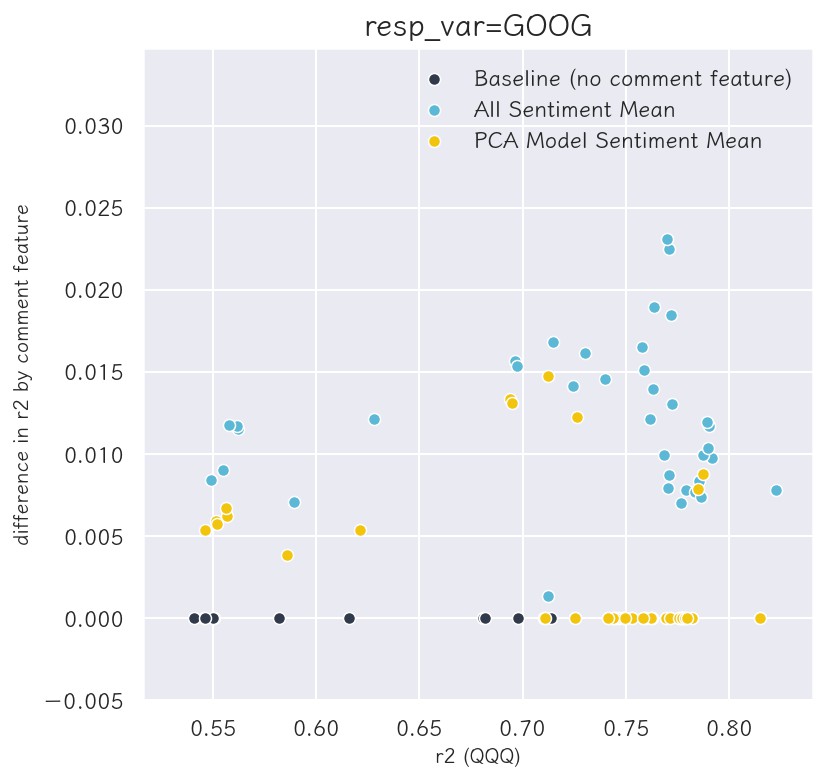 resp_var=GOOG
Baseline (no comment feature)
All Sentiment Mean
PCA Model Sentiment Mean
0.030
0.025
0.020
0.015
0.010
0.005
0.000
−0.005
difference in r2 by comment feature
0.55 0.60 0.65 0.70 0.75 0.80
r2 (QQQ)